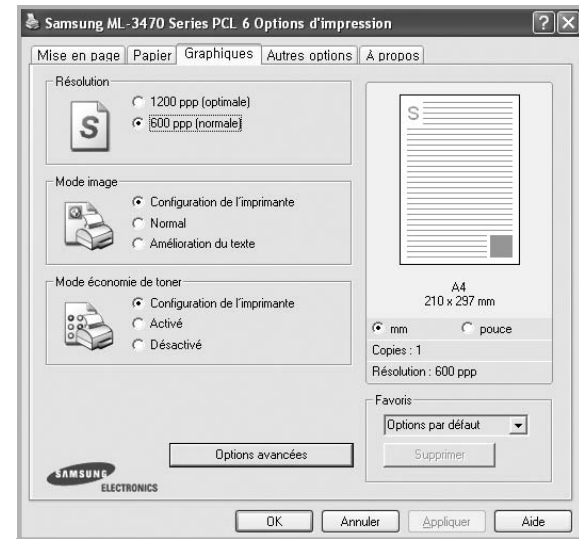 Samsung ML-3470 Series PCL 6 Options d'impression
Mise en page Papier Graphiques Autres options À propos
Résolution
S
1200 ppp (optimale)
600 ppp (normale)
Mode image
Configuration de l'imprimante
Normal
Amélioration du texte
Mode économie de toner
Configuration de l'imprimante
Activé
Désactivé
Options avancées
SAMSUNG
ELECTRONICS
S
A4
210 x 297 mm
mm pouce
Copies : 1
Résolution : 600 ppp
Favoris
Options par défaut
Supprimer
OK Annuler Appliquer Aide